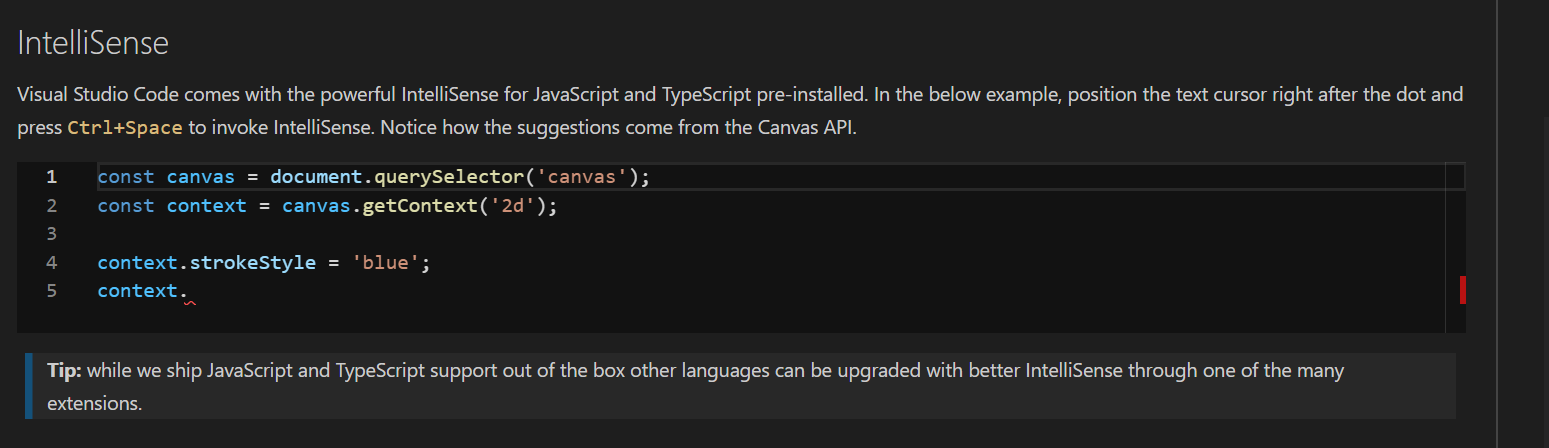 IntelliSense
Visual Studio Code comes with the powerful IntelliSense for JavaScript and TypeScript pre-installed. In the below example, position the text cursor right after the dot and
press Ctrl+Space to invoke IntelliSense. Notice how the suggestions come from the Canvas API.
1 const canvas = document.querySelector('canvas');
2 const context = canvas.getContext('2d');
3
4 context.strokeStyle = 'blue';
5 context.
Tip: while we ship JavaScript and TypeScript support out of the box other languages can be upgraded with better IntelliSense through one of the many
extensions.